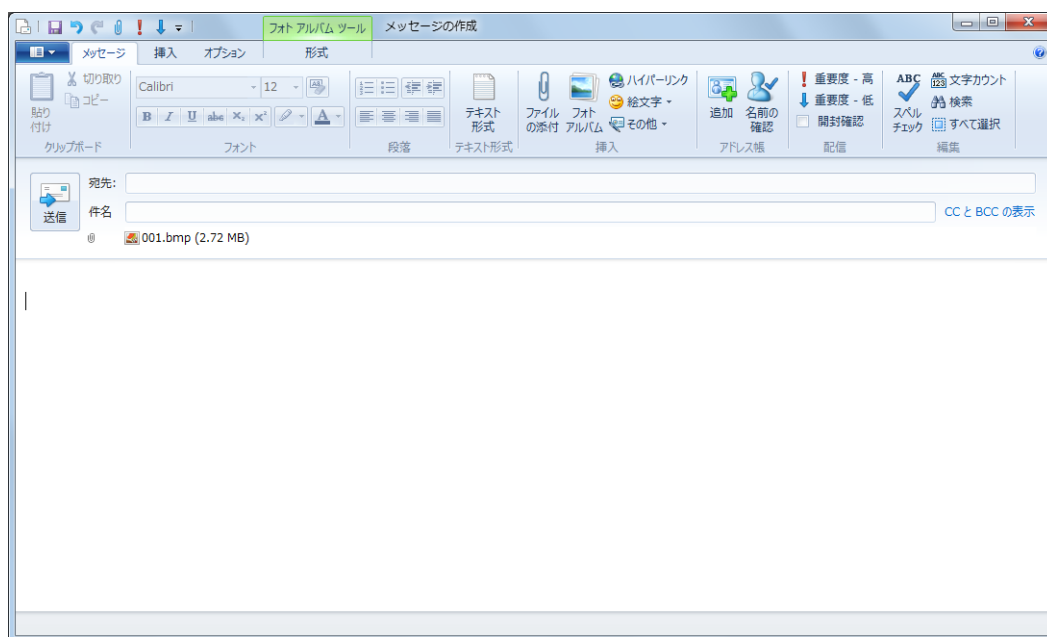 フォト アルバム ツール メッセージの作成
メッセージ 挿入 オプション 形式
貼り付け
切り取り
コピー
クリップボード
Calibri 12
B I U abc X₂ x² A
フォント
段落
テキスト形式
テキスト形式
ファイルの添付
フォト アルバム
ハイパーリンク
絵文字
その他
挿入
追加
名前の確認
アドレス帳
重要度 - 高
重要度 - 低
開封確認
配信
ABC
スペルチェック
ABC 123 文字カウント
検索
すべて選択
編集
送信
宛先:
件名
CC と BCC の表示
001.bmp (2.72 MB)